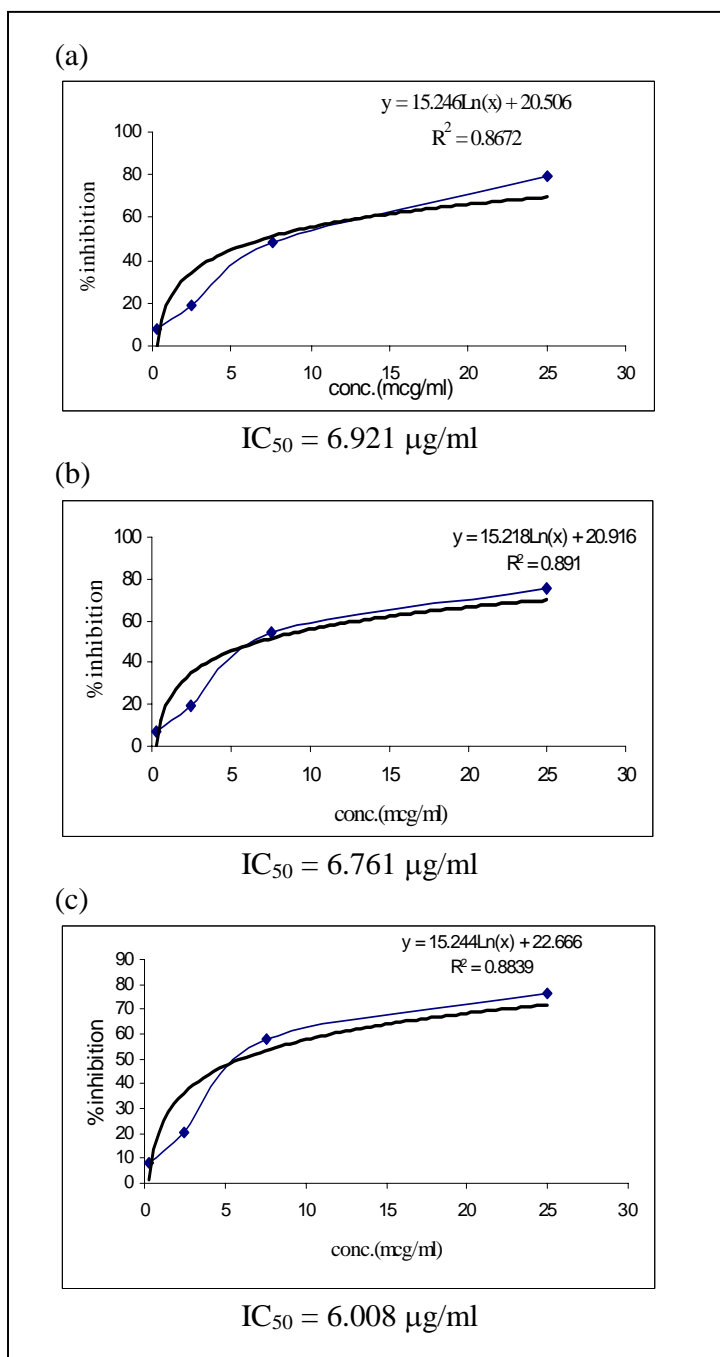 (a)
y = 15.246Ln(x) + 20.506
R² = 0.8672
100
80
60
40
20
0
% inhibition
0 5 10 15 20 25 30
conc.(mcg/ml)
IC₅₀ = 6.921 μg/ml
(b)
y = 15.218Ln(x) + 20.916
R² = 0.891
100
80
60
40
20
0
% inhibition
0 5 10 15 20 25 30
conc.(mcg/ml)
IC₅₀ = 6.761 μg/ml
(c)
y = 15.244Ln(x) + 22.666
R² = 0.8839
90
80
70
60
50
40
30
20
10
0
% inhibition
0 5 10 15 20 25 30
conc.(mcg/ml)
IC₅₀ = 6.008 μg/ml